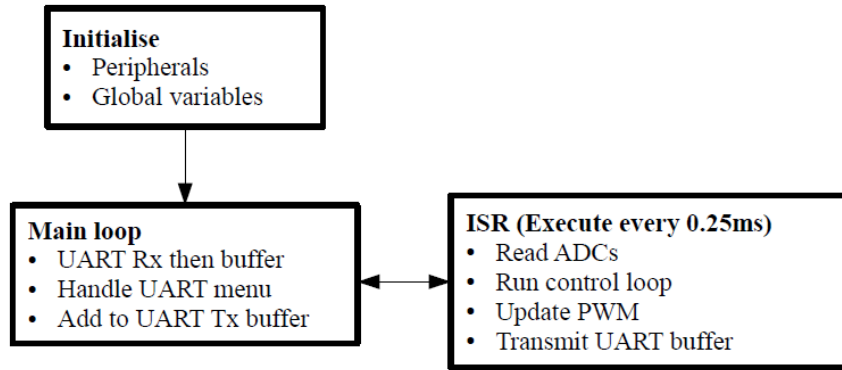 Initialise
• Peripherals
• Global variables
Main loop
• UART Rx then buffer
• Handle UART menu
• Add to UART Tx buffer
ISR (Execute every 0.25ms)
• Read ADCs
• Run control loop
• Update PWM
• Transmit UART buffer